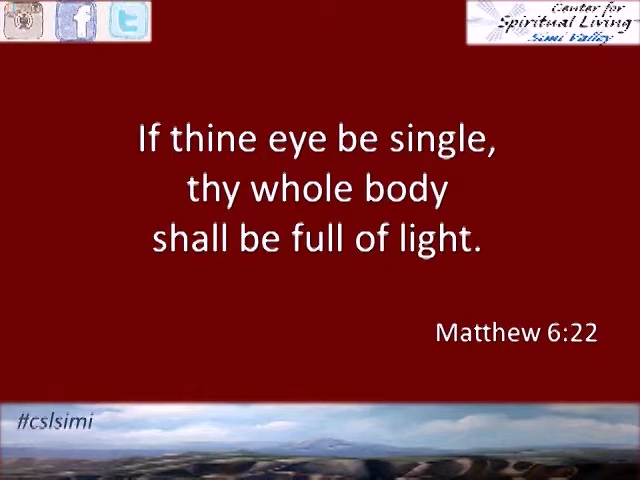 Center for
Spiritual Living
Simi Valley
If thine eye be single,
thy whole body
shall be full of light.
Matthew 6:22
#cslsimi